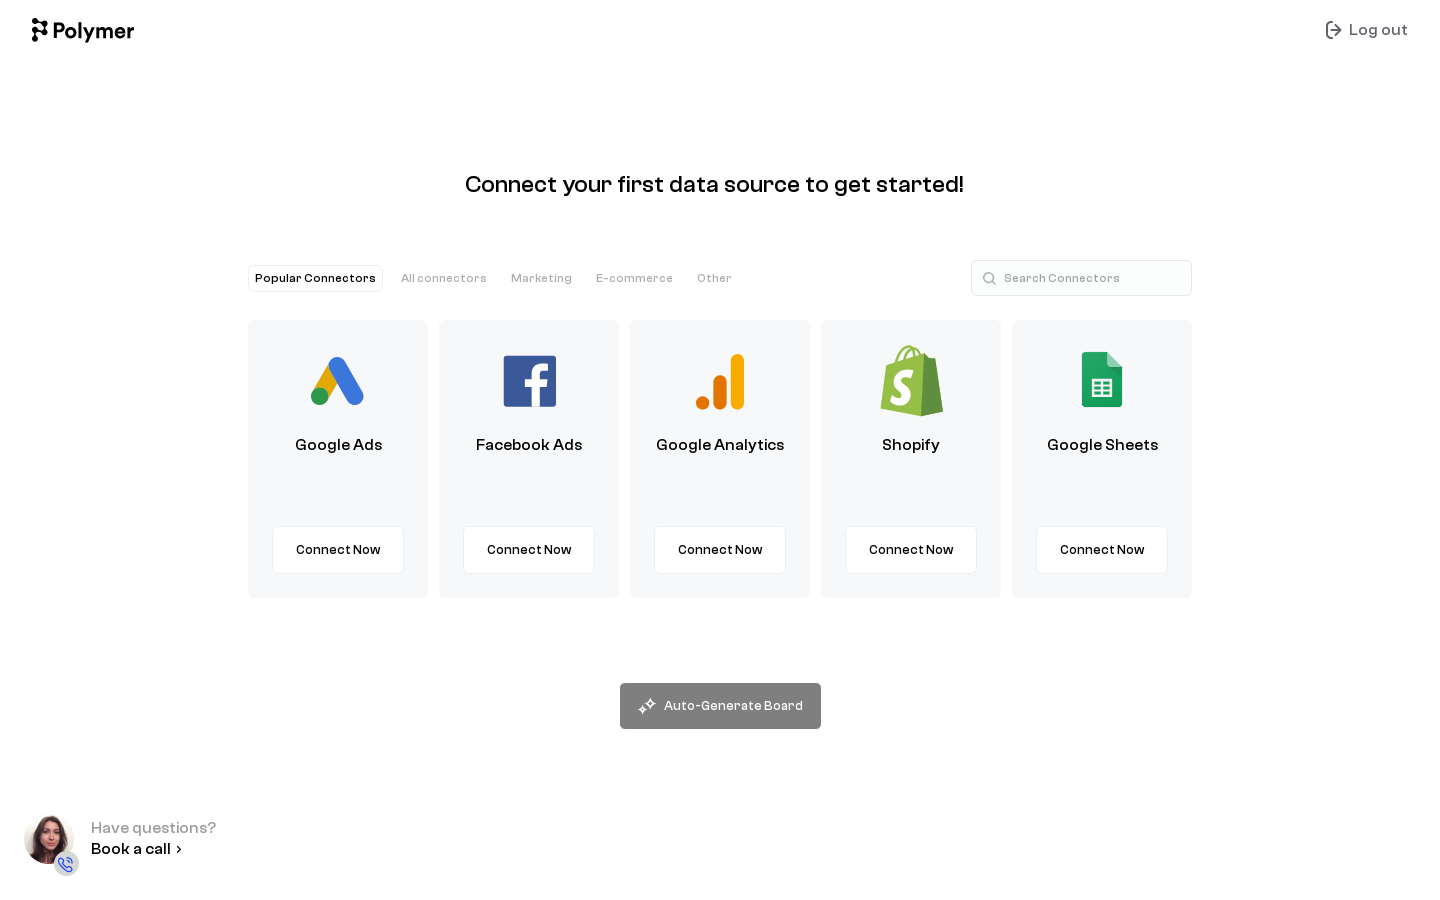 Polymer
Log out
Connect your first data source to get started!
Popular Connectors
All connectors
Marketing
E-commerce
Other
Search Connectors
Google Ads
Facebook Ads
Google Analytics
Shopify
Google Sheets
Connect Now
Connect Now
Connect Now
Connect Now
Connect Now
Auto-Generate Board
Have questions?
Book a call ›